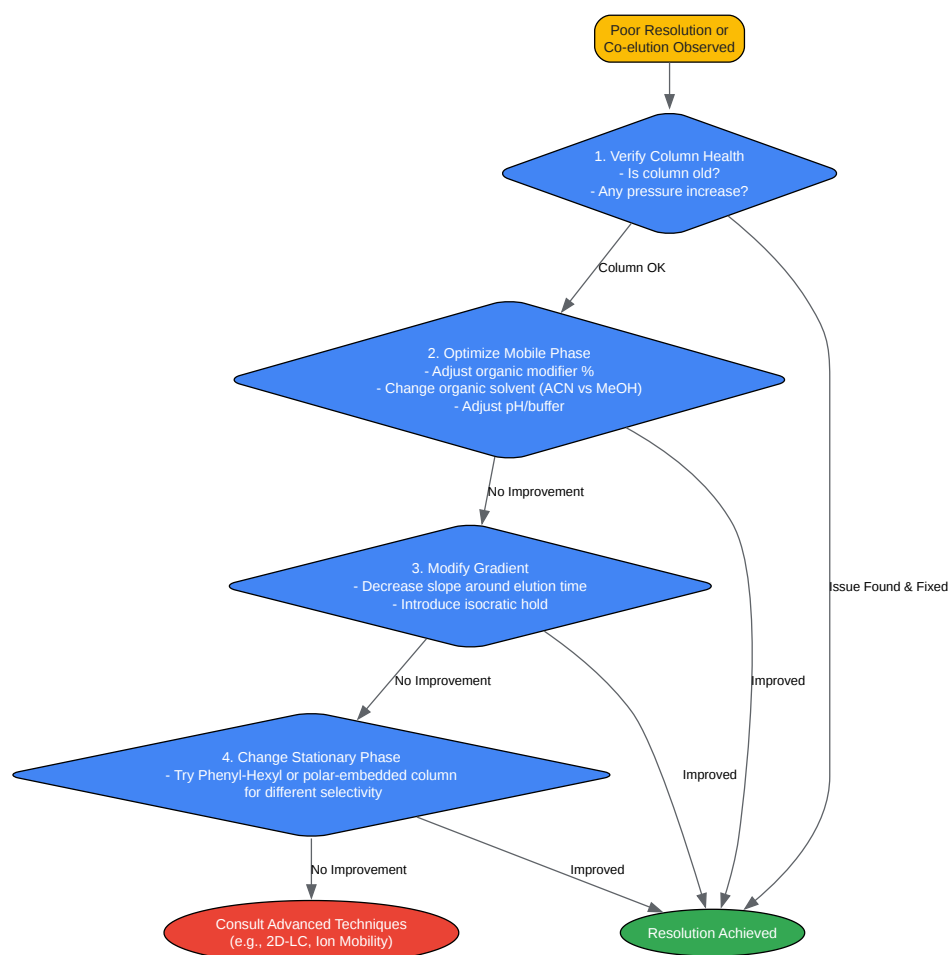 Poor Resolution or
Co-elution Observed
1. Verify Column Health
- Is column old?
- Any pressure increase?
Column OK
2. Optimize Mobile Phase
- Adjust organic modifier %
- Change organic solvent (ACN vs MeOH)
- Adjust pH/buffer
No Improvement
3. Modify Gradient
- Decrease slope around elution time
- Introduce isocratic hold
Issue Found & Fixed
No Improvement
Improved
4. Change Stationary Phase
- Try Phenyl-Hexyl or polar-embedded column
for different selectivity
Improved
No Improvement
Improved
Consult Advanced Techniques
(e.g., 2D-LC, Ion Mobility)
Resolution Achieved